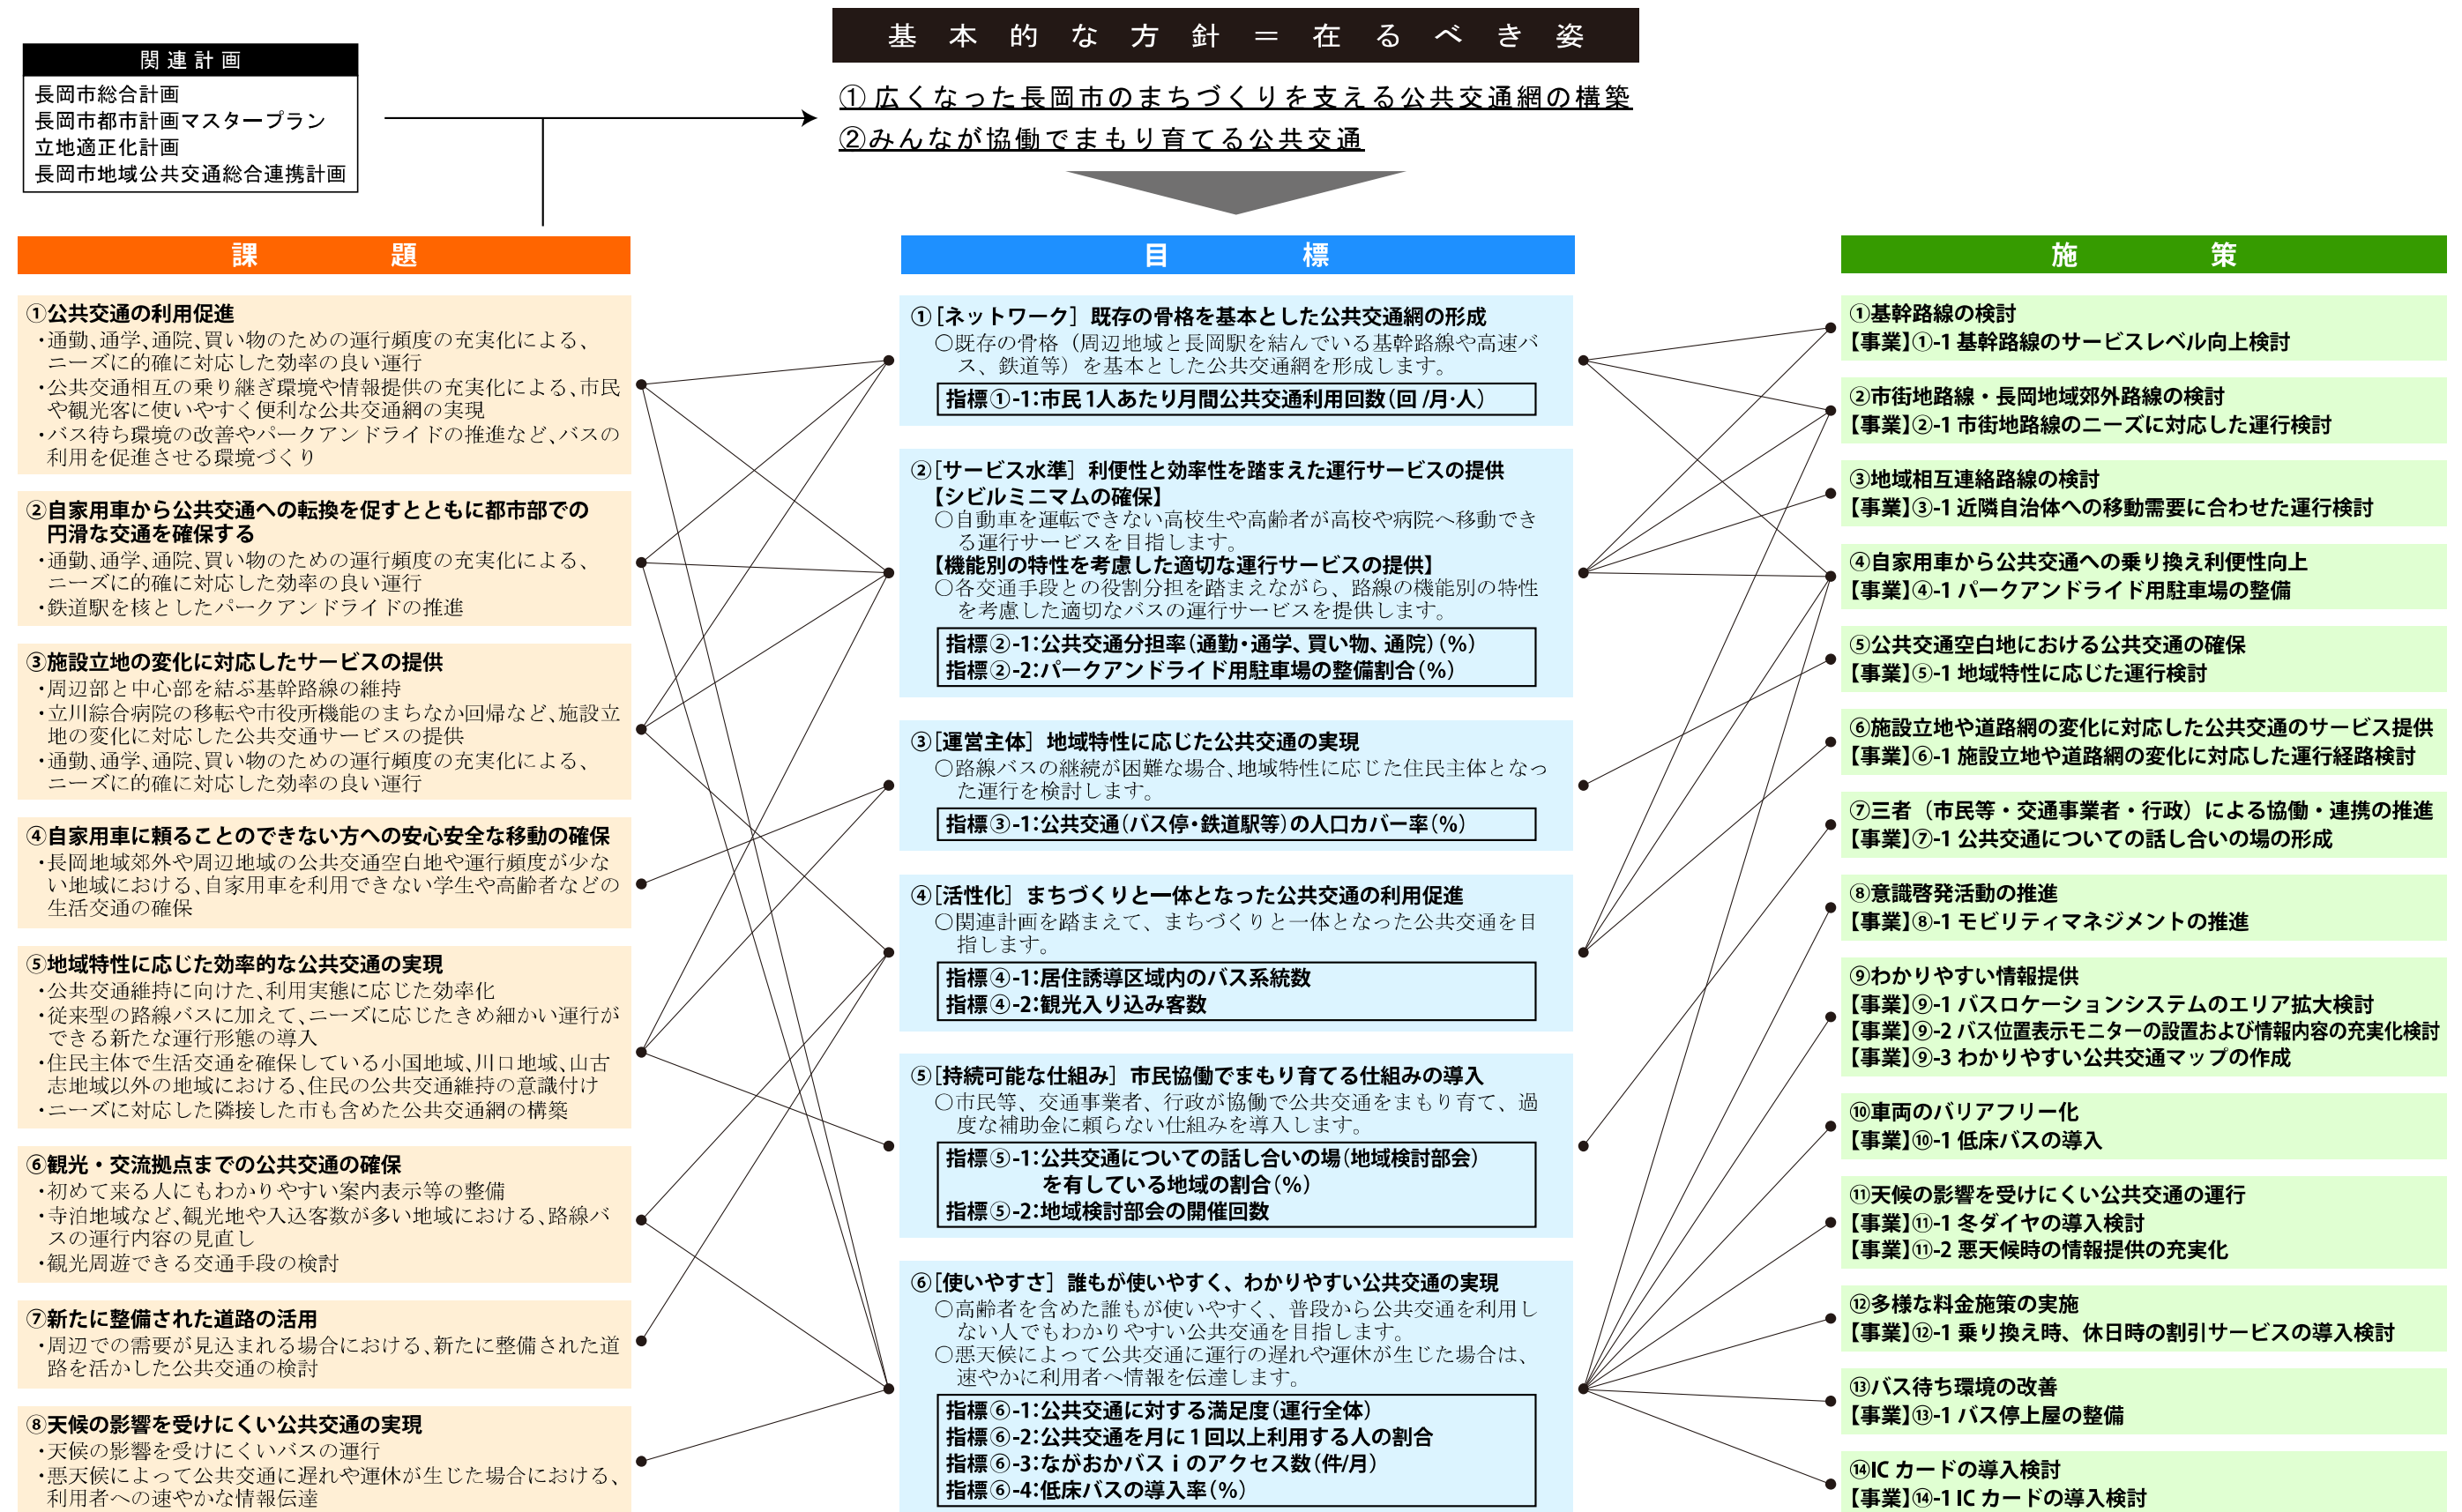 基本的な方針＝在るべき姿
関連計画
長岡市総合計画
長岡市都市計画マスタープラン
立地適正化計画
長岡市地域公共交通総合連携計画
①広くなった長岡市のまちづくりを支える公共交通網の構築
②みんなが協働でまもり育てる公共交通
課題
①公共交通の利用促進
・通勤、通学、通院、買い物のための運行頻度の充実化による、
ニーズに的確に対応した効率の良い運行
・公共交通相互の乗り継ぎ環境や情報提供の充実化による、市民
や観光客に使いやすく便利な公共交通網の実現
・バス待ち環境の改善やパークアンドライドの推進など、バスの
利用を促進させる環境づくり
②自家用車から公共交通への転換を促すとともに都市部での
円滑な交通を確保する
・通勤、通学、通院、買い物のための運行頻度の充実化による、
ニーズに的確に対応した効率の良い運行
・鉄道駅を核としたパークアンドライドの推進
③施設立地の変化に対応したサービスの提供
・周辺部と中心部を結ぶ基幹路線の維持
・立川綜合病院の移転や市役所機能のまちなか回帰など、施設立
地の変化に対応した公共交通サービスの提供
・通勤、通学、通院、買い物のための運行頻度の充実化による、
ニーズに的確に対応した効率の良い運行
④自家用車に頼ることのできない方への安心安全な移動の確保
・長岡地域郊外や周辺地域の公共交通空白地や運行頻度が少な
い地域における、自家用車を利用できない学生や高齢者などの
生活交通の確保
⑤地域特性に応じた効率的な公共交通の実現
・公共交通維持に向けた、利用実態に応じた効率化
・従来型の路線バスに加えて、ニーズに応じたきめ細かい運行が
できる新たな運行形態の導入
・住民主体で生活交通を確保している小国地域、川口地域、山古
志地域以外の地域における、住民の公共交通維持の意識付け
・ニーズに対応した隣接した市も含めた公共交通網の構築
⑥観光・交流拠点までの公共交通の確保
・初めて来る人にもわかりやすい案内表示等の整備
・寺泊地域など、観光地や入込客数が多い地域における、路線バ
スの運行内容の見直し
・観光周遊できる交通手段の検討
⑦新たに整備された道路の活用
・周辺での需要が見込まれる場合における、新たに整備された道
路を活かした公共交通の検討
⑧天候の影響を受けにくい公共交通の実現
・天候の影響を受けにくいバスの運行
・悪天候によって公共交通に遅れや運休が生じた場合における、
利用者への速やかな情報伝達
目標
①［ネットワーク］既存の骨格を基本とした公共交通網の形成
○既存の骨格（周辺地域と長岡駅を結んでいる基幹路線や高速バ
ス、鉄道等）を基本とした公共交通網を形成します。
指標①-1：市民1人あたり月間公共交通利用回数（回/月・人）
②［サービス水準］利便性と効率性を踏まえた運行サービスの提供
【シビルミニマムの確保】
○自動車を運転できない高校生や高齢者が高校や病院へ移動でき
る運行サービスを目指します。
【機能別の特性を考慮した適切な運行サービスの提供】
○各交通手段との役割分担を踏まえながら、路線の機能別の特性
を考慮した適切なバスの運行サービスを提供します。
指標②-1：公共交通分担率（通勤・通学、買い物、通院）（%）
指標②-2：パークアンドライド用駐車場の整備割合（%）
③［運営主体］地域特性に応じた公共交通の実現
○路線バスの継続が困難な場合、地域特性に応じた住民主体となっ
た運行を検討します。
指標③-1：公共交通（バス停・鉄道駅等）の人口カバー率（%）
④［活性化］まちづくりと一体となった公共交通の利用促進
○関連計画を踏まえて、まちづくりと一体となった公共交通を目
指します。
指標④-1：居住誘導区域内のバス系統数
指標④-2：観光入り込み客数
⑤［持続可能な仕組み］市民協働でまもり育てる仕組みの導入
○市民等、交通事業者、行政が協働で公共交通をまもり育て、過
度な補助金に頼らない仕組みを導入します。
指標⑤-1：公共交通についての話し合いの場（地域検討部会）
を有している地域の割合（%）
指標⑤-2：地域検討部会の開催回数
⑥［使いやすさ］誰もが使いやすく、わかりやすい公共交通の実現
○高齢者を含めた誰もが使いやすく、普段から公共交通を利用し
ない人でもわかりやすい公共交通を目指します。
○悪天候によって公共交通に運行の遅れや運休が生じた場合は、
速やかに利用者へ情報を伝達します。
指標⑥-1：公共交通に対する満足度（運行全体）
指標⑥-2：公共交通を月に1回以上利用する人の割合
指標⑥-3：ながおかバスｉのアクセス数（件/月）
指標⑥-4：低床バスの導入率（%）
施策
①基幹路線の検討
【事業】①-1 基幹路線のサービスレベル向上検討
②市街地路線・長岡地域郊外路線の検討
【事業】②-1 市街地路線のニーズに対応した運行検討
③地域相互連絡路線の検討
【事業】③-1 近隣自治体への移動需要に合わせた運行検討
④自家用車から公共交通への乗り換え利便性向上
【事業】④-1 パークアンドライド用駐車場の整備
⑤公共交通空白地における公共交通の確保
【事業】⑤-1 地域特性に応じた運行検討
⑥施設立地や道路網の変化に対応した公共交通のサービス提供
【事業】⑥-1 施設立地や道路網の変化に対応した運行経路検討
⑦三者（市民等・交通事業者・行政）による協働・連携の推進
【事業】⑦-1 公共交通についての話し合いの場の形成
⑧意識啓発活動の推進
【事業】⑧-1 モビリティマネジメントの推進
⑨わかりやすい情報提供
【事業】⑨-1 バスロケーションシステムのエリア拡大検討
【事業】⑨-2 バス位置表示モニターの設置および情報内容の充実化検討
【事業】⑨-3 わかりやすい公共交通マップの作成
⑩車両のバリアフリー化
【事業】⑩-1 低床バスの導入
⑪天候の影響を受けにくい公共交通の運行
【事業】⑪-1 冬ダイヤの導入検討
【事業】⑪-2 悪天候時の情報提供の充実化
⑫多様な料金施策の実施
【事業】⑫-1 乗り換え時、休日時の割引サービスの導入検討
⑬バス待ち環境の改善
【事業】⑬-1 バス停上屋の整備
⑭IC カードの導入検討
【事業】⑭-1 IC カードの導入検討